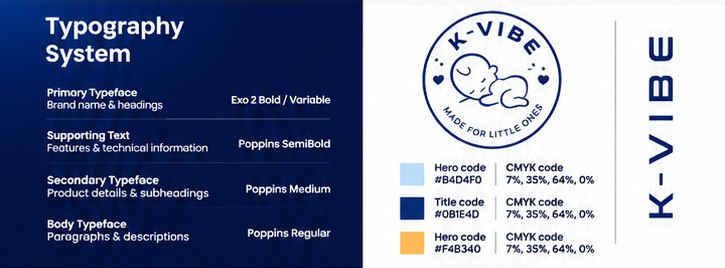 Typography
System
Primary Typeface
Brand name & headings
Exo 2 Bold / Variable
Supporting Text
Features & technical information
Poppins SemiBold
Secondary Typeface
Product details & subheadings
Poppins Medium
Body Typeface
Paragraphs & descriptions
Poppins Regular
K-VIBE
MADE FOR LITTLE ONES
Hero code
#B4D4F0
CMYK code
7%, 35%, 64%, 0%
Title code
#0B1E4D
CMYK code
7%, 35%, 64%, 0%
Hero code
#F4B340
CMYK code
7%, 35%, 64%, 0%
K-VIBE